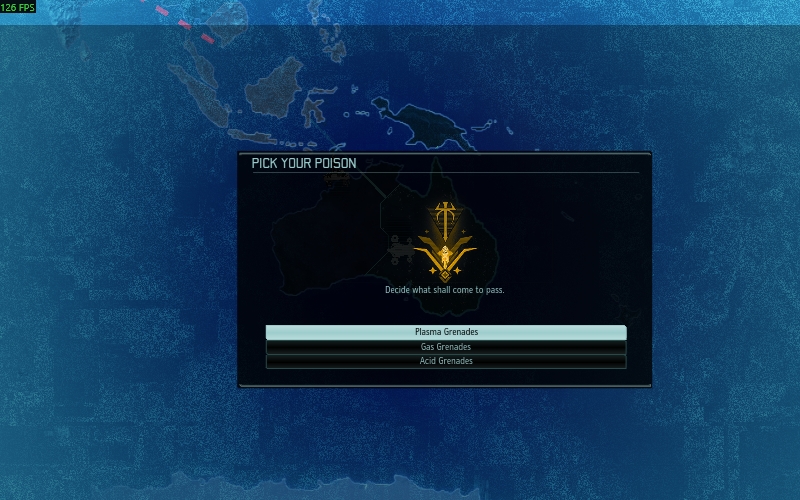 126 FPS
PICK YOUR POISON
Decide what shall come to pass.
Plasma Grenades
Gas Grenades
Acid Grenades